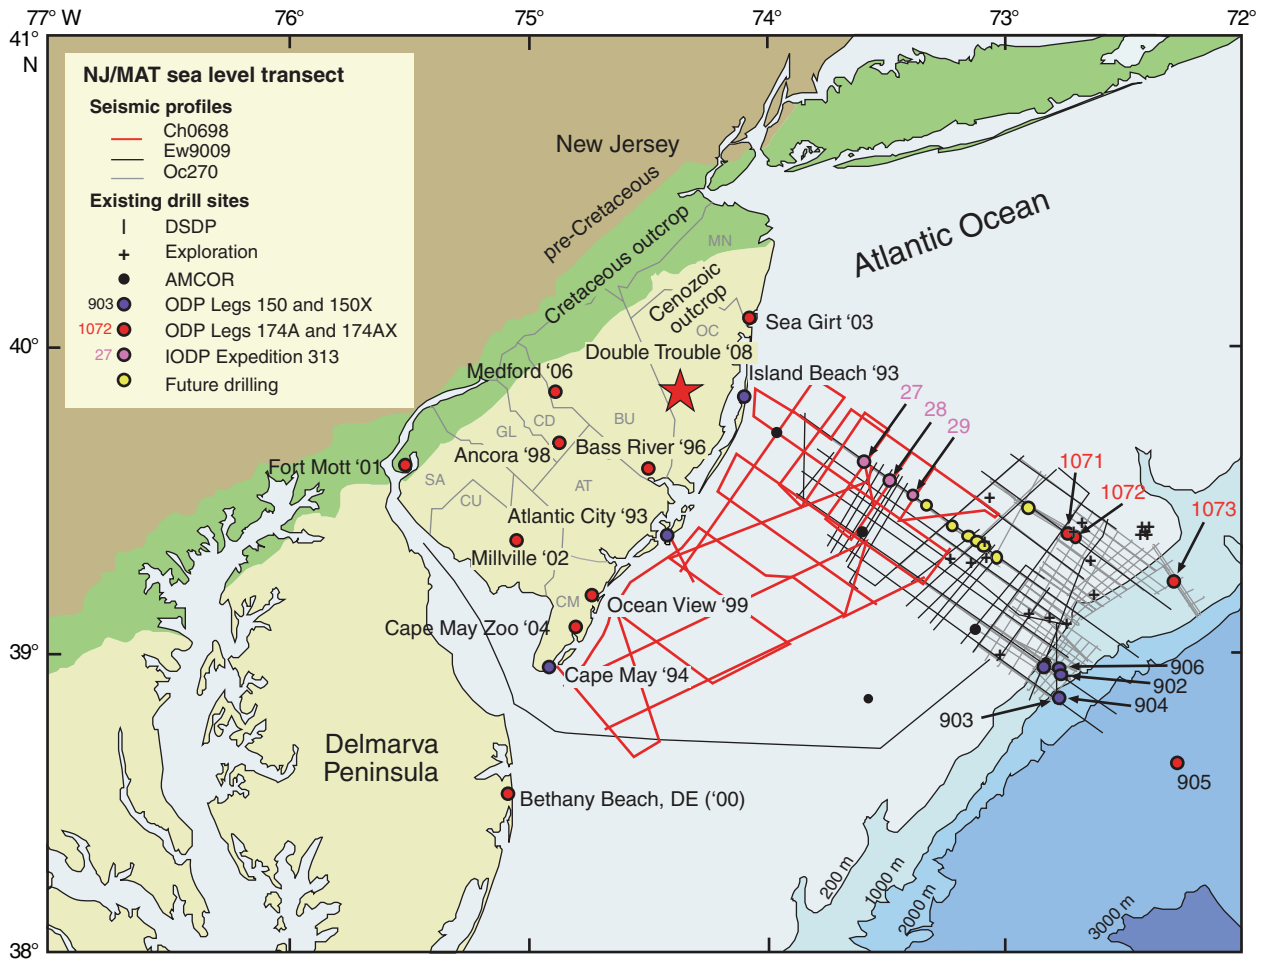 77° W
76°
75°
74°
73°
72°
41°
N
40°
39°
38°
NJ/MAT sea level transect
Seismic profiles
Ch0698
Ew9009
Oc270
Existing drill sites
DSDP
Exploration
AMCOR
903 ODP Legs 150 and 150X
1072 ODP Legs 174A and 174AX
27 IODP Expedition 313
Future drilling
New Jersey
pre-Cretaceous
Cretaceous outcrop
Cenozoic
outcrop
Atlantic Ocean
MN
OC
Sea Girt ‘03
Double Trouble ‘08
Island Beach ‘93
Medford ‘06
BU
CD
GL
Ancora ‘98
Bass River ‘96
Fort Mott ‘01
SA
CU
AT
Atlantic City ‘93
Millville ‘02
CM
Ocean View ‘99
Cape May Zoo ‘04
Cape May ‘94
Delmarva
Peninsula
Bethany Beach, DE (‘00)
27
28
29
1071
1072
1073
906
902
904
903
905
200 m
1000 m
2000 m
3000 m